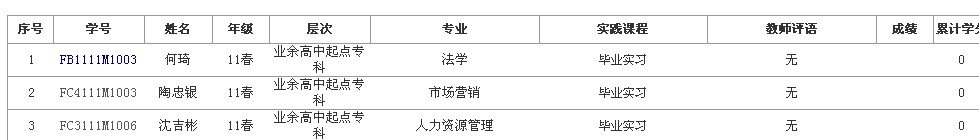 序号 学号 姓名 年级 层次 专业 实践课程 教师评语 成绩 累计学
1 FB1111M1003 何琦 11春 业余高中起点专科 法学 毕业实习 无 0
2 FC4111M1003 陶忠银 11春 业余高中起点专科 市场营销 毕业实习 无 0
3 FC3111M1006 沈吉彬 11春 业余高中起点专科 人力资源管理 毕业实习 无 0